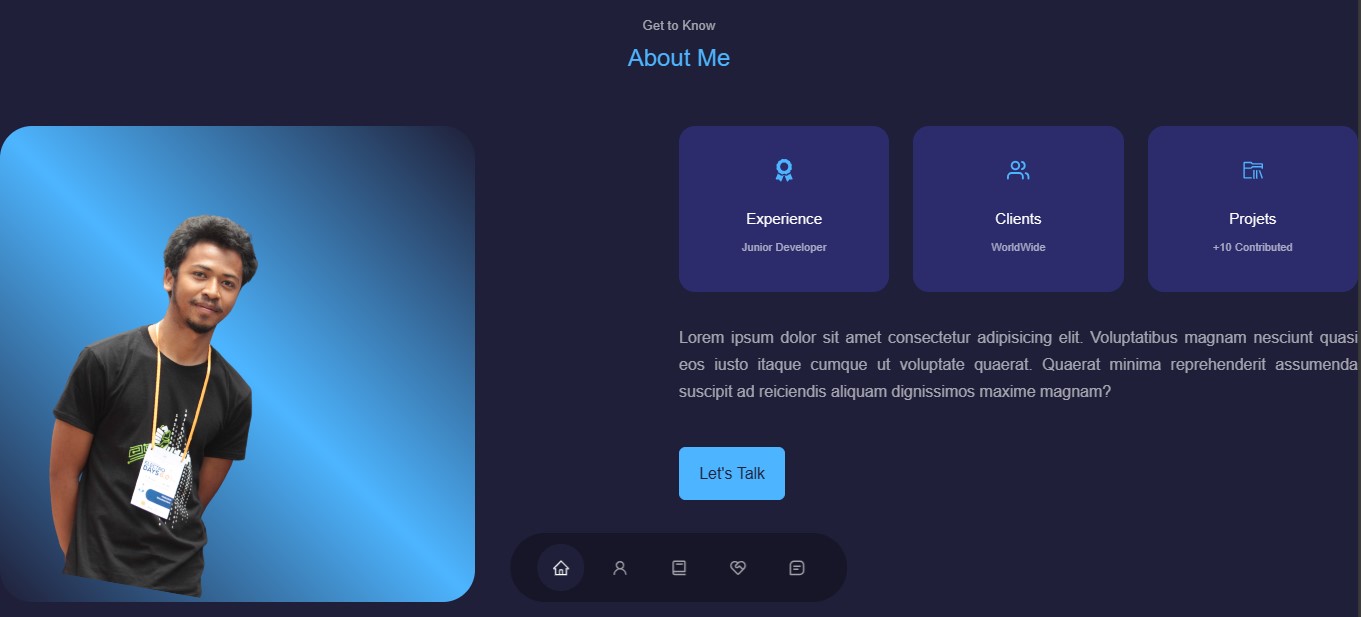 Get to Know
About Me
Experience
Junior Developer
Clients
WorldWide
Projets
+10 Contributed
Lorem ipsum dolor sit amet consectetur adipisicing elit. Voluptatibus magnam nesciunt quasi
eos iusto itaque cumque ut voluptate quaerat. Quaerat minima reprehenderit assumenda
suscipit ad reiciendis aliquam dignissimos maxime magnam?
Let's Talk
DAYS